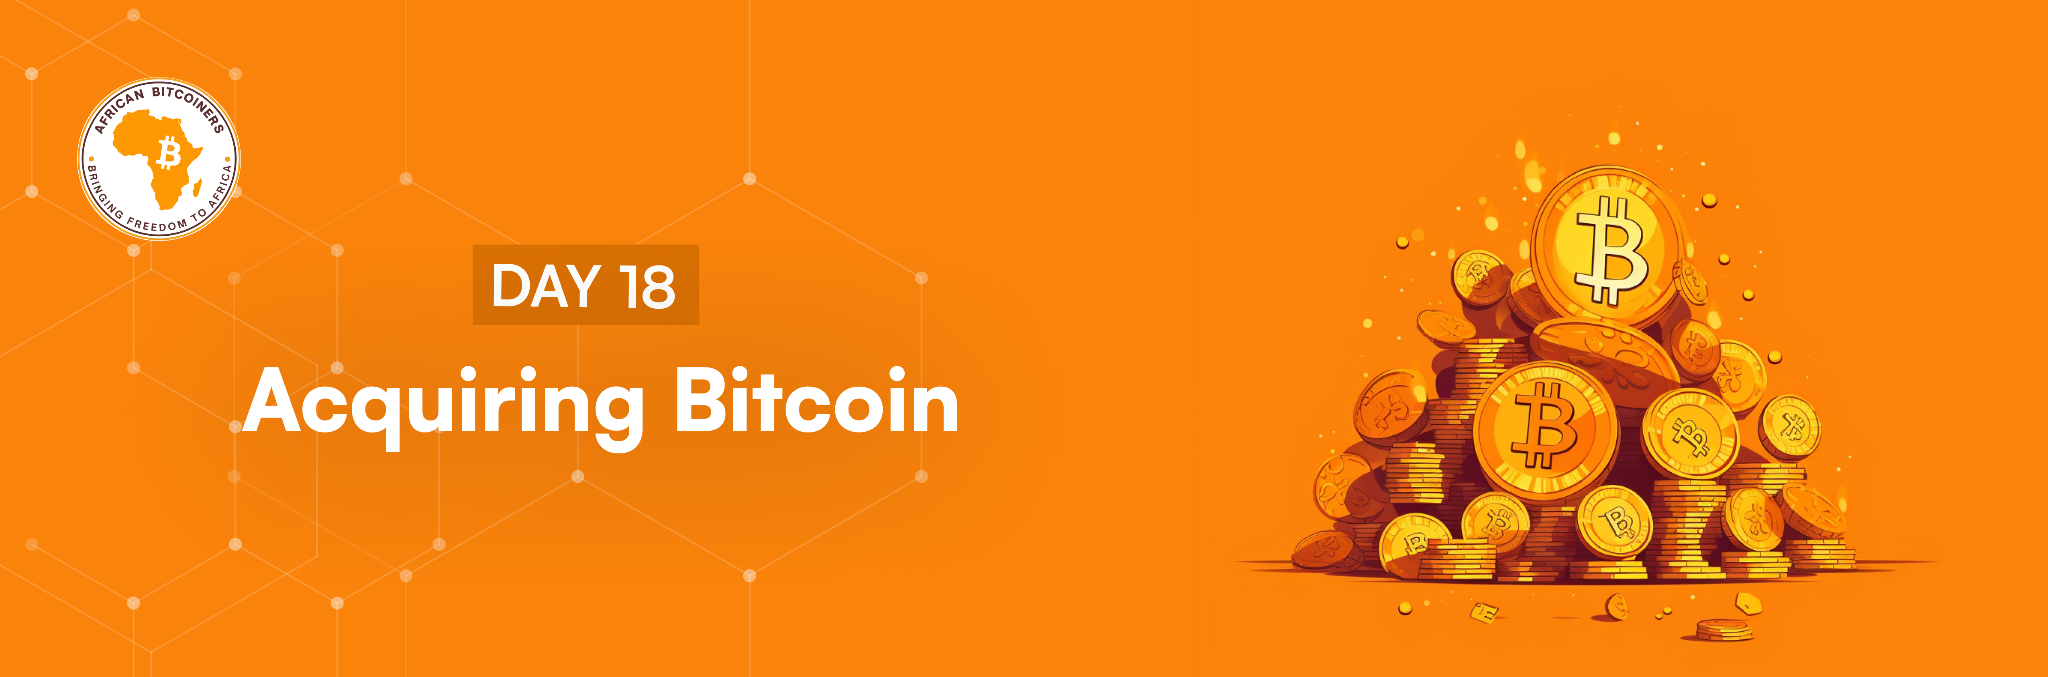 AFRICAN BITCOINERS
BRINGING FREEDOM TO AFRICA
DAY 18
Acquiring Bitcoin